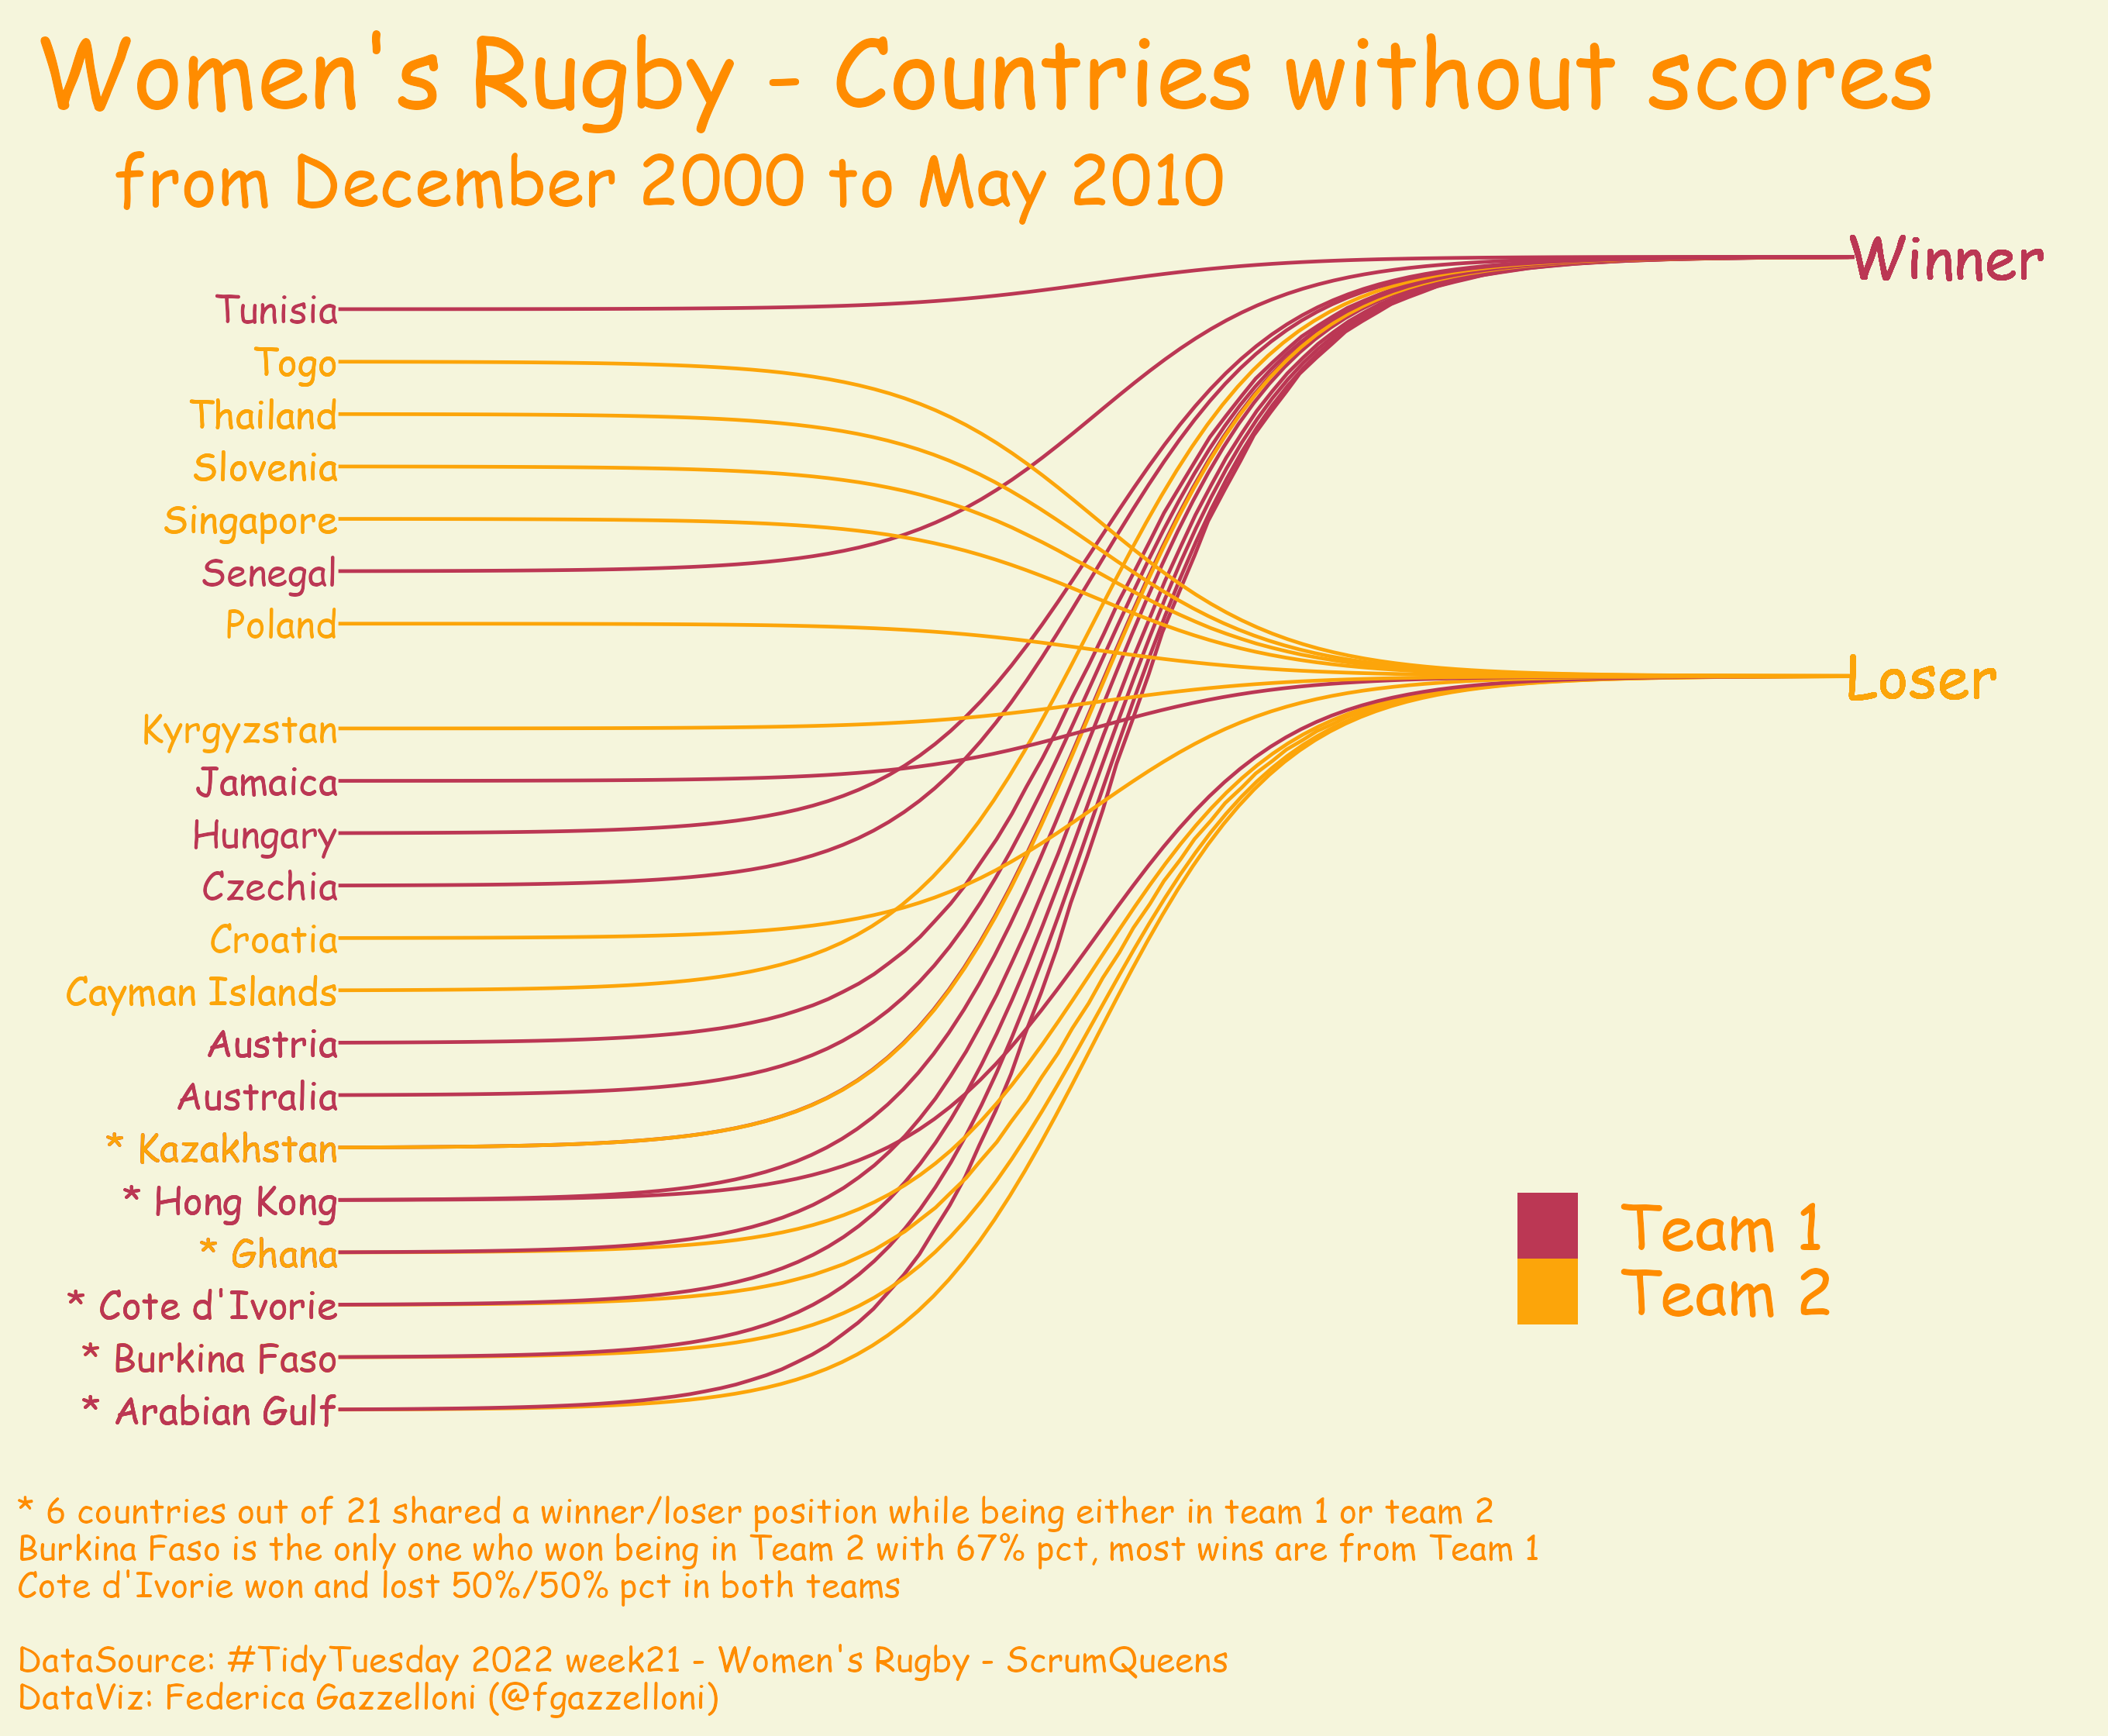 Women's Rugby - Countries without scores
from December 2000 to May 2010
Winner
Tunisia
Togo
Thailand
Slovenia
Singapore
Senegal
Poland
Loser
Kyrgyzstan
Jamaica
Hungary
Czechia
Croatia
Cayman Islands
Austria
Australia
* Kazakhstan
* Hong Kong
* Ghana
* Cote d'Ivorie
* Burkina Faso
* Arabian Gulf
Team 1
Team 2
* 6 countries out of 21 shared a winner/loser position while being either in team 1 or team 2
Burkina Faso is the only one who won being in Team 2 with 67% pct, most wins are from Team 1
Cote d'Ivorie won and lost 50%/50% pct in both teams
DataSource: #TidyTuesday 2022 week21 - Women's Rugby - ScrumQueens
DataViz: Federica Gazzelloni (@fgazzelloni)